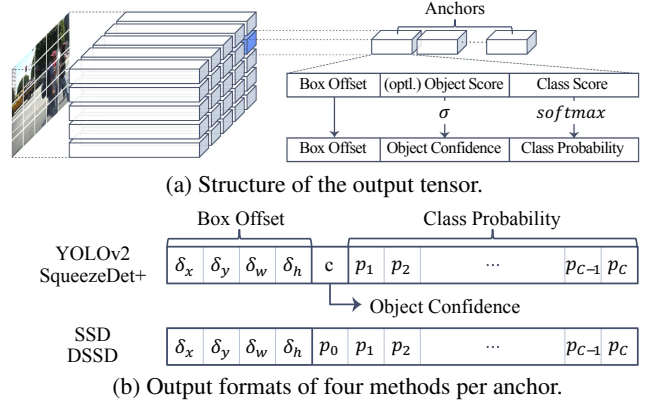 Anchors
Box Offset (optl.) Object Score Class Score
σ softmax
Box Offset Object Confidence Class Probability
(a) Structure of the output tensor.
Box Offset Class Probability
YOLOv2
SqueezeDet+
δx δy δw δh c p1 p2 ⋯ pC−1 pC
Object Confidence
SSD
DSSD
δx δy δw δh p0 p1 p2 ⋯ pC−1 pC
(b) Output formats of four methods per anchor.